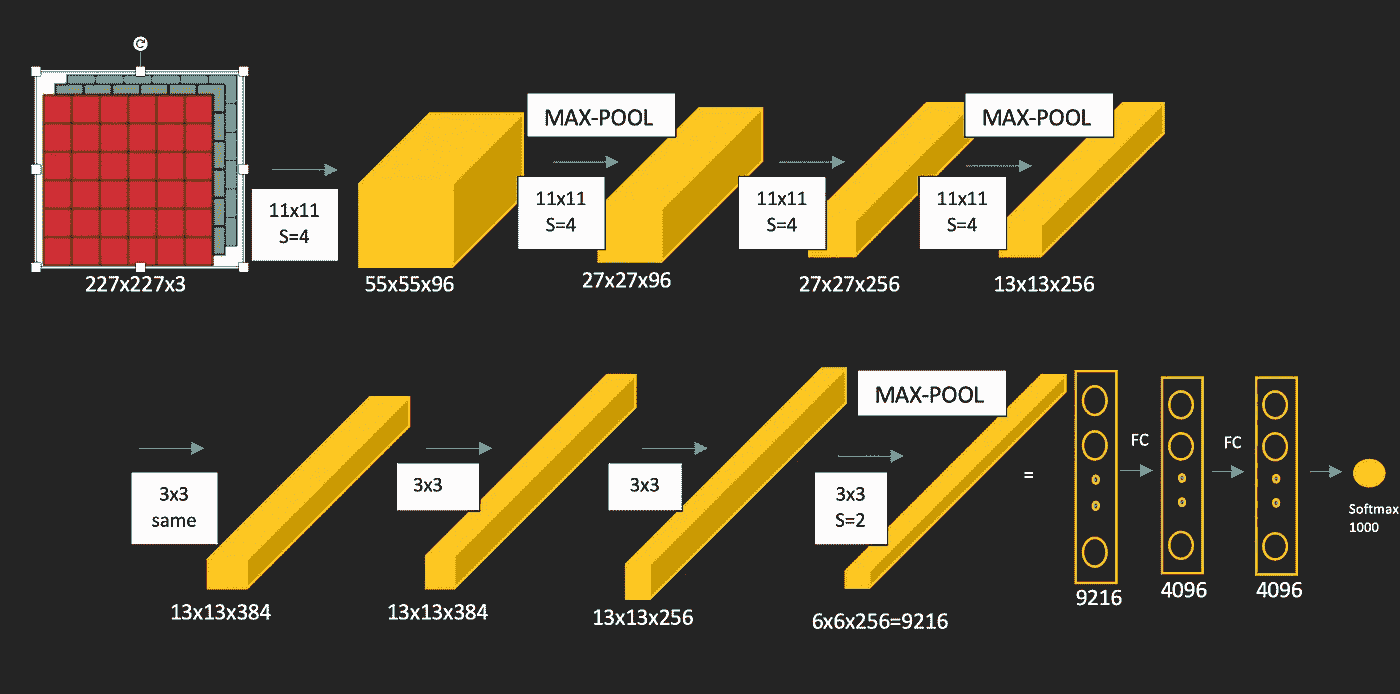 MAX-POOL
MAX-POOL
11x11
S=4
11x11
S=4
11x11
S=4
11x11
S=4
227x227x3
55x55x96
27x27x96
27x27x256
13x13x256
MAX-POOL
3x3
same
3x3
3x3
3x3
S=2
=
FC
FC
Softmax
1000
13x13x384
13x13x384
13x13x256
6x6x256=9216
9216
4096
4096